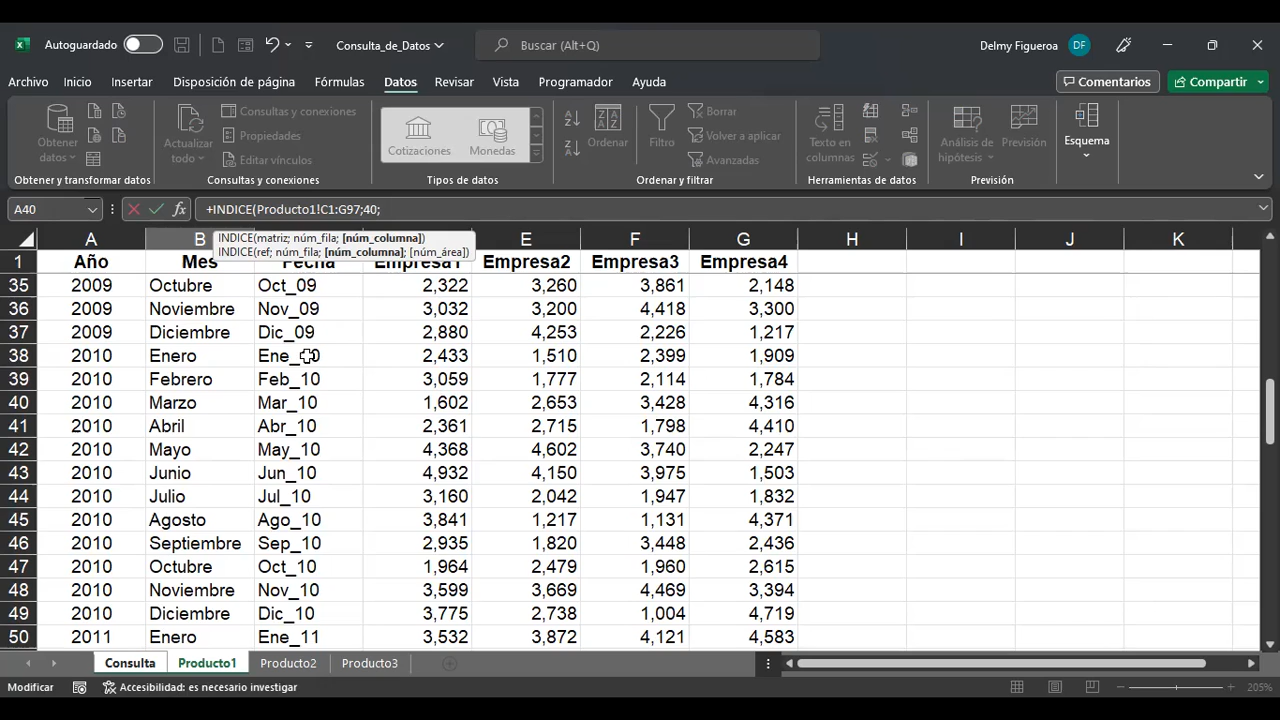 Autoguardado
Consulta_de_Datos
Buscar (Alt+Q)
Delmy Figueroa
DF
Archivo Inicio Insertar Disposición de página Fórmulas Datos Revisar Vista Programador Ayuda
Comentarios
Compartir
Obtener datos
Actualizar todo
Consultas y conexiones
Propiedades
Editar vínculos
Cotizaciones
Monedas
Ordenar
Filtro
Borrar
Volver a aplicar
Avanzadas
Texto en columnas
Análisis de hipótesis
Previsión
Esquema
Obtener y transformar datos
Consultas y conexiones
Tipos de datos
Ordenar y filtrar
Herramientas de datos
Previsión
A40
fx
+INDICE(Producto1!C1:G97;40;
INDICE(matriz; núm_fila; [núm_columna])
INDICE(ref; núm_fila; [núm_columna]; [núm_área])
A B E F G H I J K
1 Año Mes Fecha Empresa1 Empresa2 Empresa3 Empresa4
35 2009 Octubre Oct_09 2,322 3,260 3,861 2,148
36 2009 Noviembre Nov_09 3,032 3,200 4,418 3,300
37 2009 Diciembre Dic_09 2,880 4,253 2,226 1,217
38 2010 Enero Ene_10 2,433 1,510 2,399 1,909
39 2010 Febrero Feb_10 3,059 1,777 2,114 1,784
40 2010 Marzo Mar_10 1,602 2,653 3,428 4,316
41 2010 Abril Abr_10 2,361 2,715 1,798 4,410
42 2010 Mayo May_10 4,368 4,602 3,740 2,247
43 2010 Junio Jun_10 4,932 4,150 3,975 1,503
44 2010 Julio Jul_10 3,160 2,042 1,947 1,832
45 2010 Agosto Ago_10 3,841 1,217 1,131 4,371
46 2010 Septiembre Sep_10 2,935 1,820 3,448 2,436
47 2010 Octubre Oct_10 1,964 2,479 1,960 2,615
48 2010 Noviembre Nov_10 3,599 3,669 4,469 3,394
49 2010 Diciembre Dic_10 3,775 2,738 1,004 4,719
50 2011 Enero Ene_11 3,532 3,872 4,121 4,583
Consulta Producto1 Producto2 Producto3
Modificar
Accesibilidad: es necesario investigar
205%